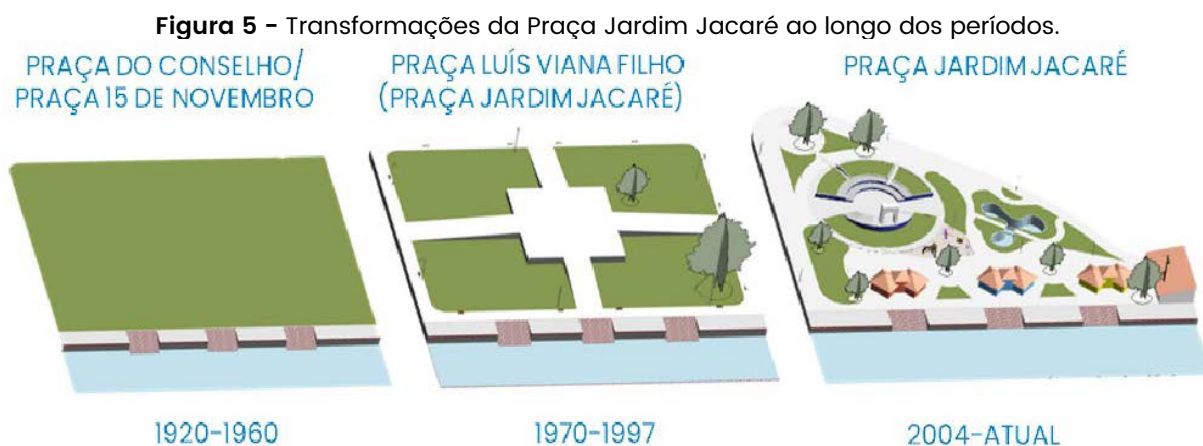 Figura 5 - Transformações da Praça Jardim Jacaré ao longo dos períodos.
PRAÇA DO CONSELHO/
PRAÇA 15 DE NOVEMBRO
PRAÇA LUÍS VIANA FILHO
(PRAÇA JARDIM JACARÉ)
PRAÇA JARDIM JACARÉ
1920-1960
1970-1997
2004-ATUAL